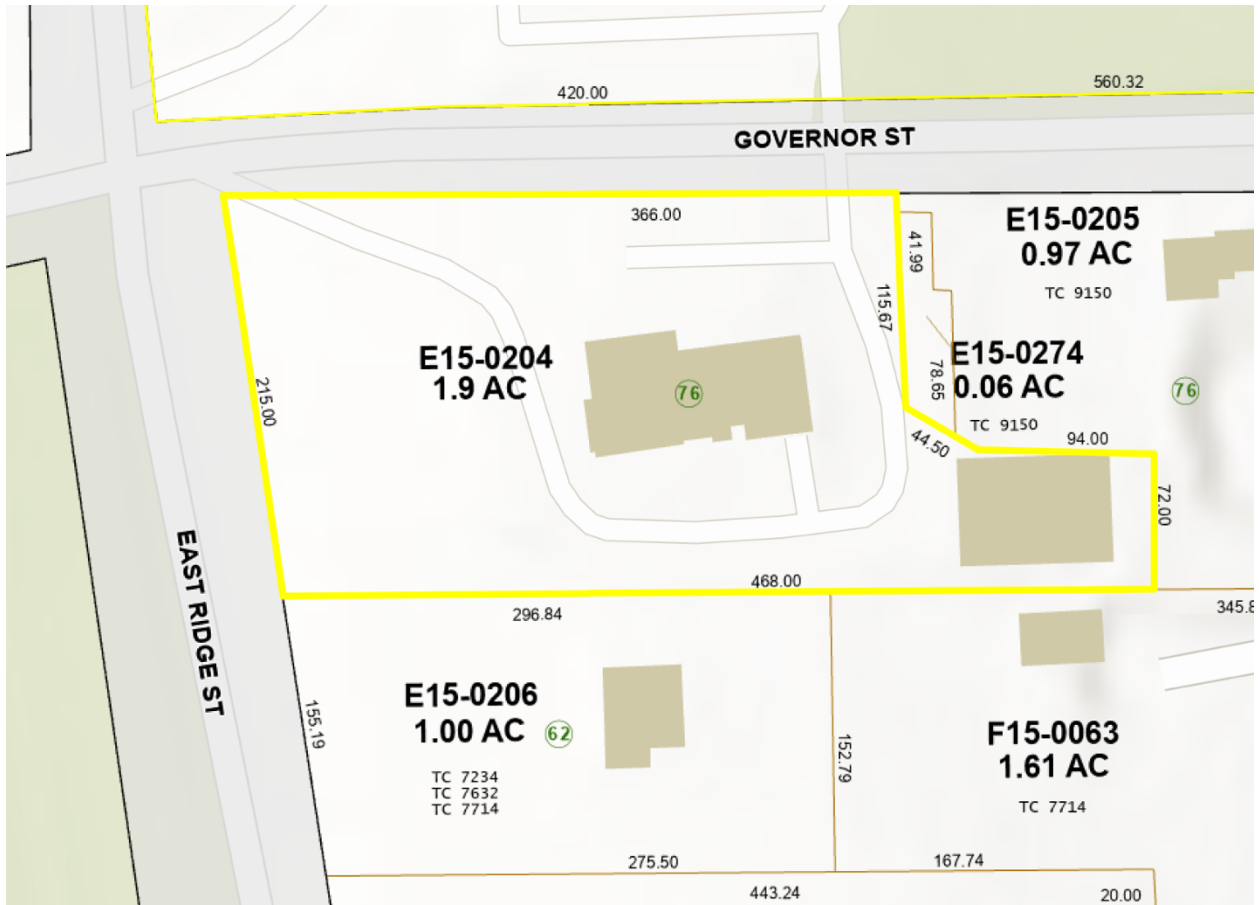 420.00
560.32
GOVERNOR ST
366.00
41.99
E15-0205
0.97 AC
TC 9150
115.67
E15-0204
1.9 AC
215.00
76
78.65
E15-0274
0.06 AC
TC 9150
76
44.50
94.00
72.00
EAST RIDGE ST
468.00
296.84
345.8
E15-0206
1.00 AC
62
TC 7234
TC 7632
TC 7714
155.19
152.79
F15-0063
1.61 AC
TC 7714
275.50
167.74
443.24
20.00